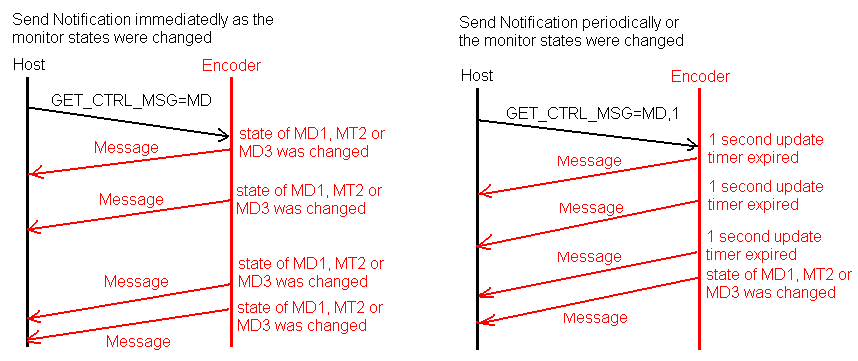 Send Notification immediatedly as the
monitor states were changed
Host
Encoder
GET_CTRL_MSG=MD
state of MD1, MT2 or
MD3 was changed
Message
state of MD1, MT2 or
MD3 was changed
Message
state of MD1, MT2 or
MD3 was changed
Message
state of MD1, MT2 or
MD3 was changed
Message
Send Notification periodically or
the monitor states were changed
Host
Encoder
GET_CTRL_MSG=MD,1
1 second update
timer expired
Message
1 second update
timer expired
Message
1 second update
timer expired
Message
state of MD1, MT2 or
MD3 was changed
Message